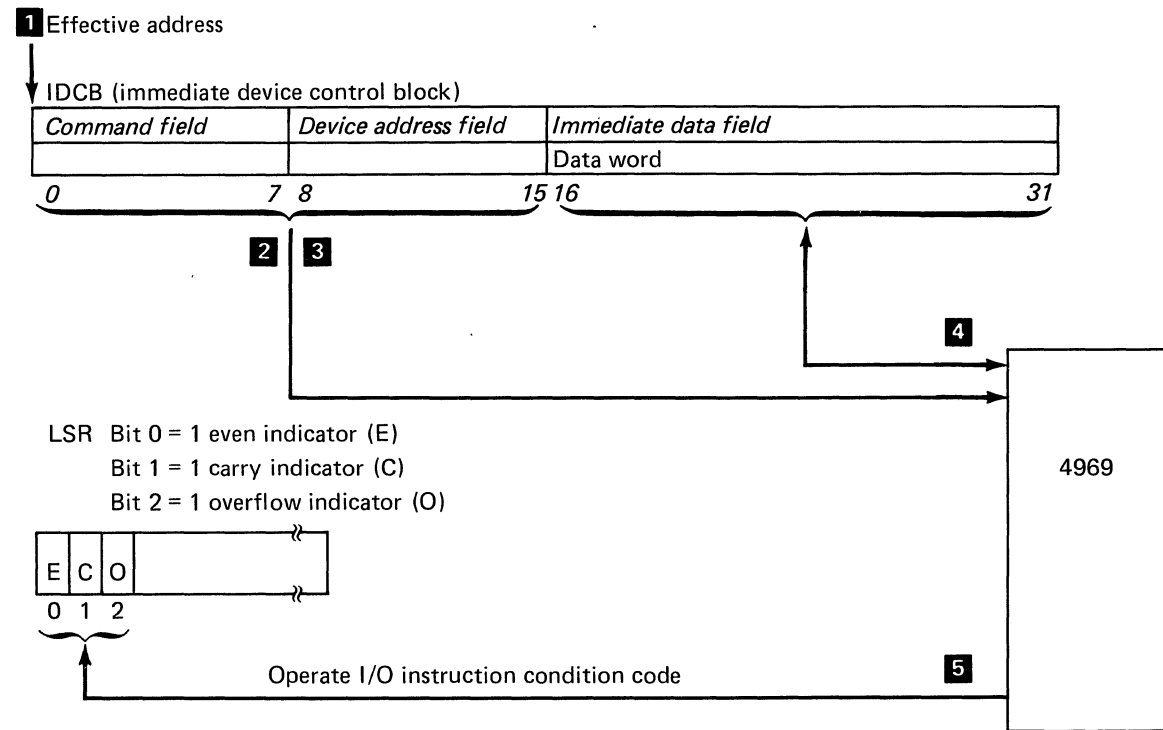 1 Effective address
IDCB (immediate device control block)
Command field Device address field Immediate data field
Data word
0 7 8 15 16 31
2 3
4
LSR Bit 0 = 1 even indicator (E)
Bit 1 = 1 carry indicator (C)
Bit 2 = 1 overflow indicator (O)
4969
E C O
0 1 2
Operate I/O instruction condition code 5